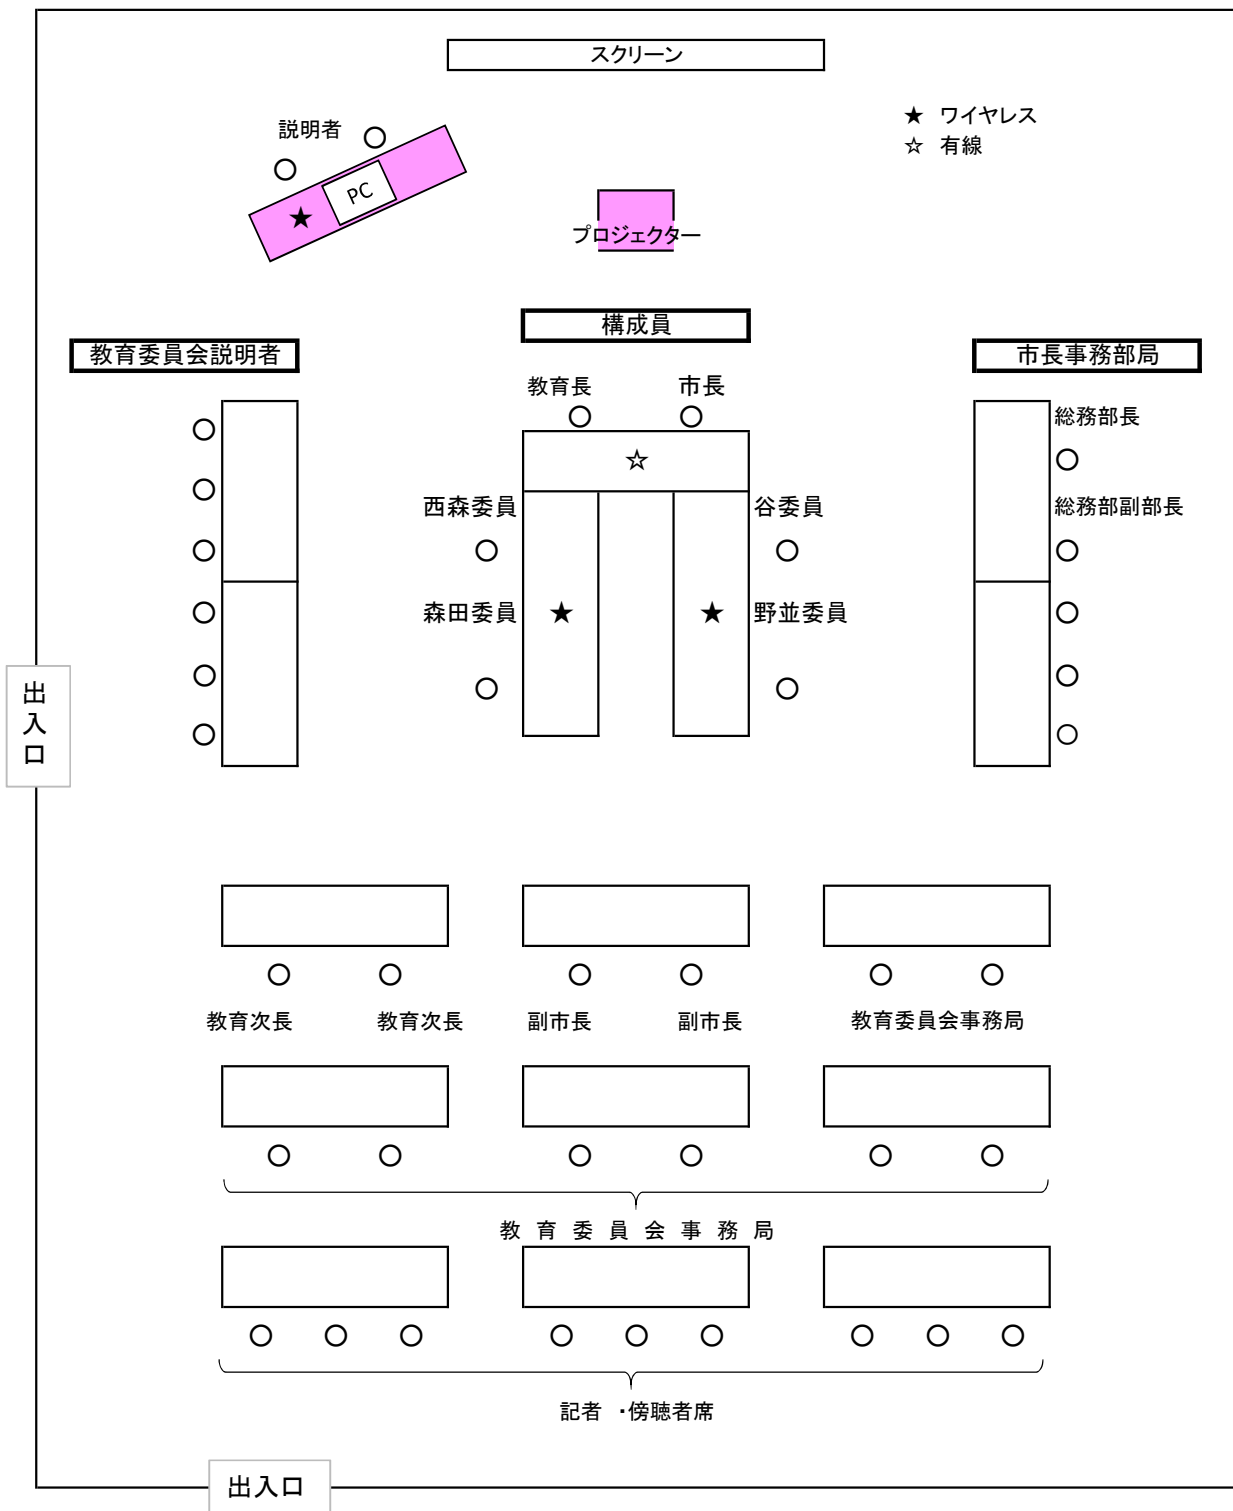 スクリーン
★ ワイヤレス
☆ 有線
説明者
PC
★
プロジェクター
構成員
教育委員会説明者
市長事務部局
教育長
市長
総務部長
☆
西森委員
谷委員
総務部副部長
森田委員
★
★
野並委員
出入口
教育次長
教育次長
副市長
副市長
教育委員会事務局
教育委員会事務局
記者 ・傍聴者席
出入口